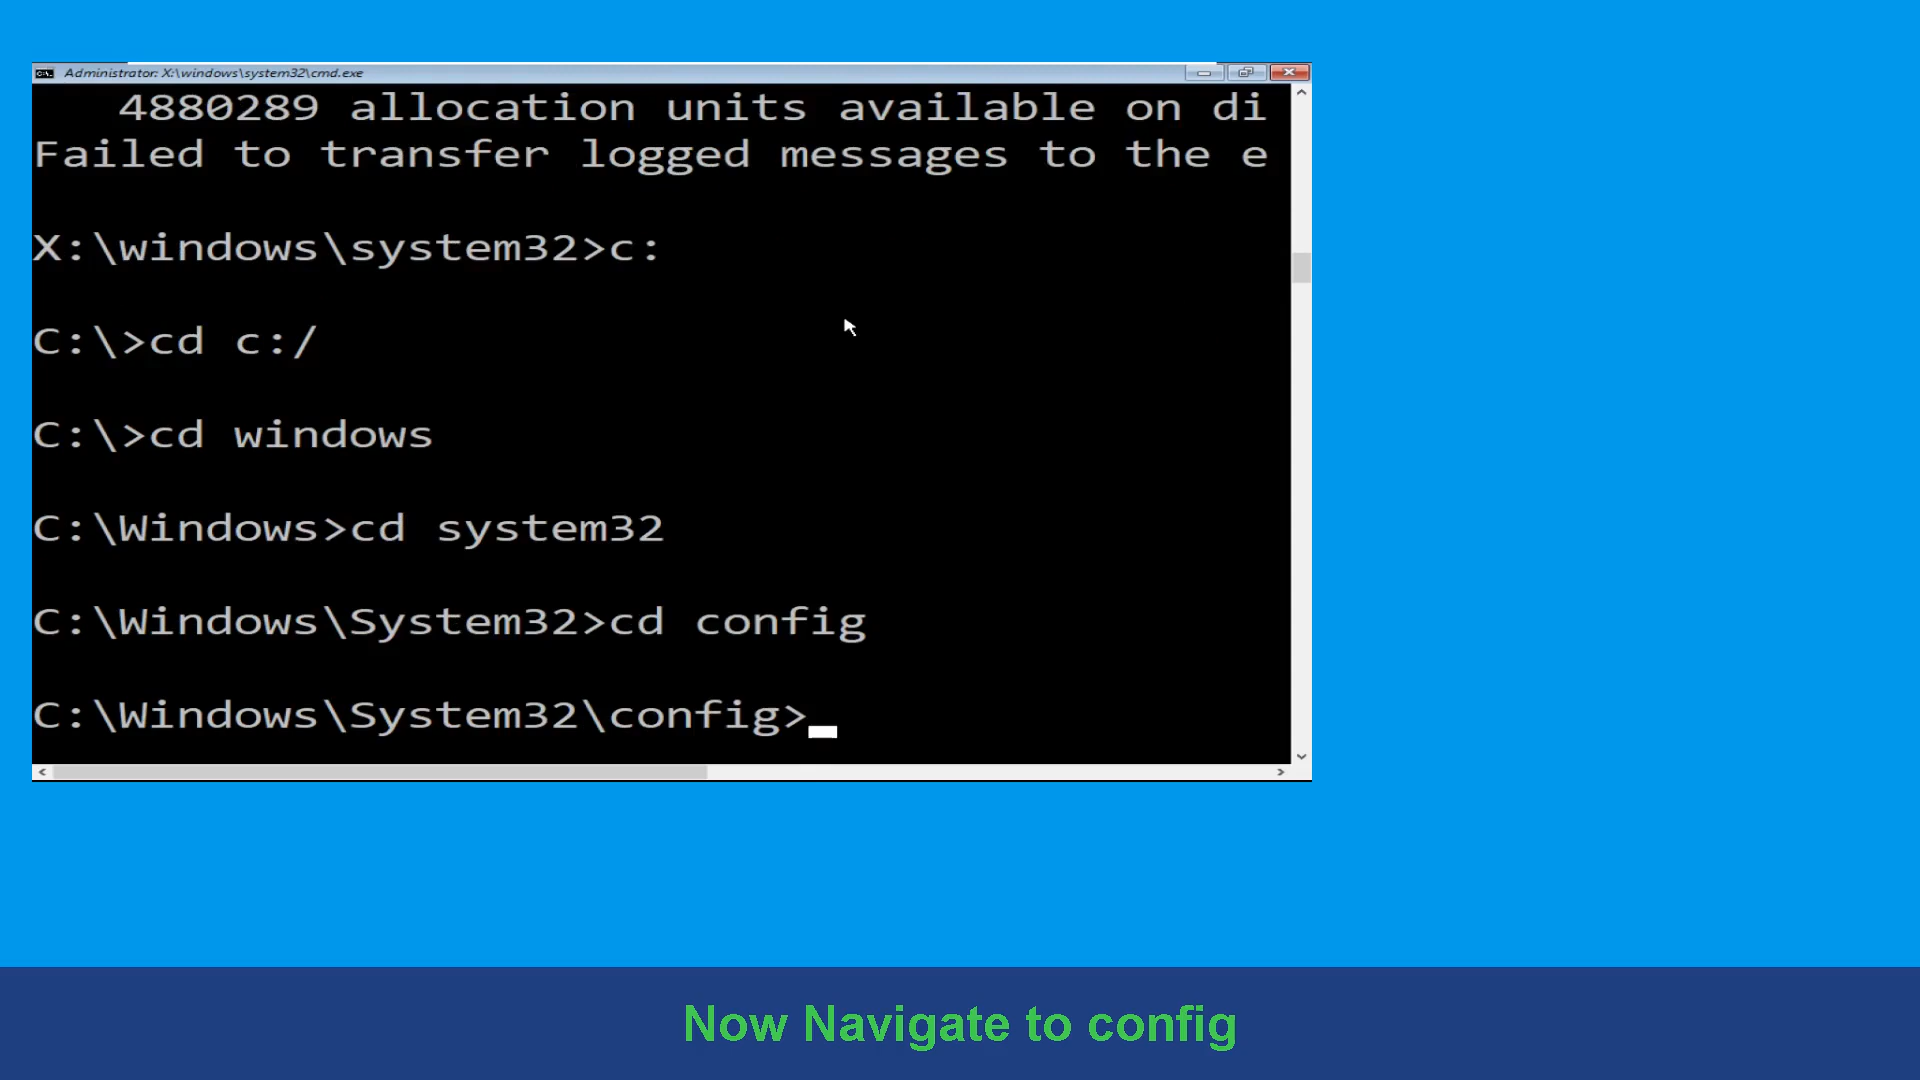 Administrator: X:\windows\system32\cmd.exe
4880289 allocation units available on di
Failed to transfer logged messages to the e
X:\windows\system32>c:
C:\>cd c:/
C:\>cd windows
C:\Windows>cd system32
C:\Windows\System32>cd config
C:\Windows\System32\config>
Now Navigate to config